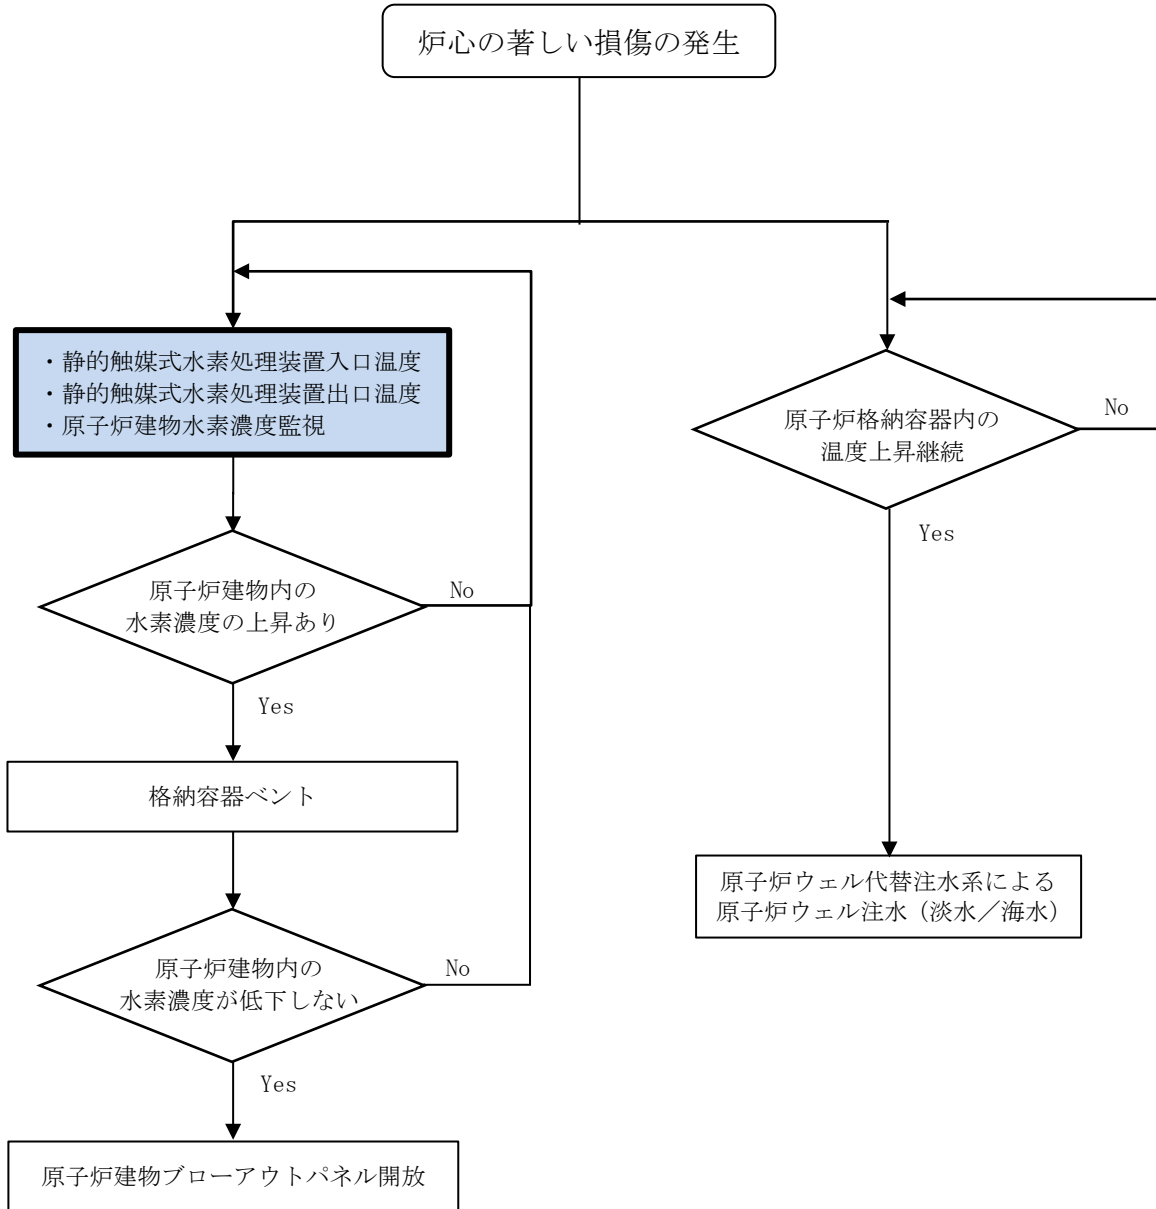 炉心の著しい損傷の発生
・静的触媒式水素処理装置入口温度
・静的触媒式水素処理装置出口温度
・原子炉建物水素濃度監視
原子炉建物内の
水素濃度の上昇あり
No
Yes
格納容器ベント
原子炉建物内の
水素濃度が低下しない
No
Yes
原子炉建物ブローアウトパネル開放
原子炉格納容器内の
温度上昇継続
No
Yes
原子炉ウェル代替注水系による
原子炉ウェル注水（淡水／海水）